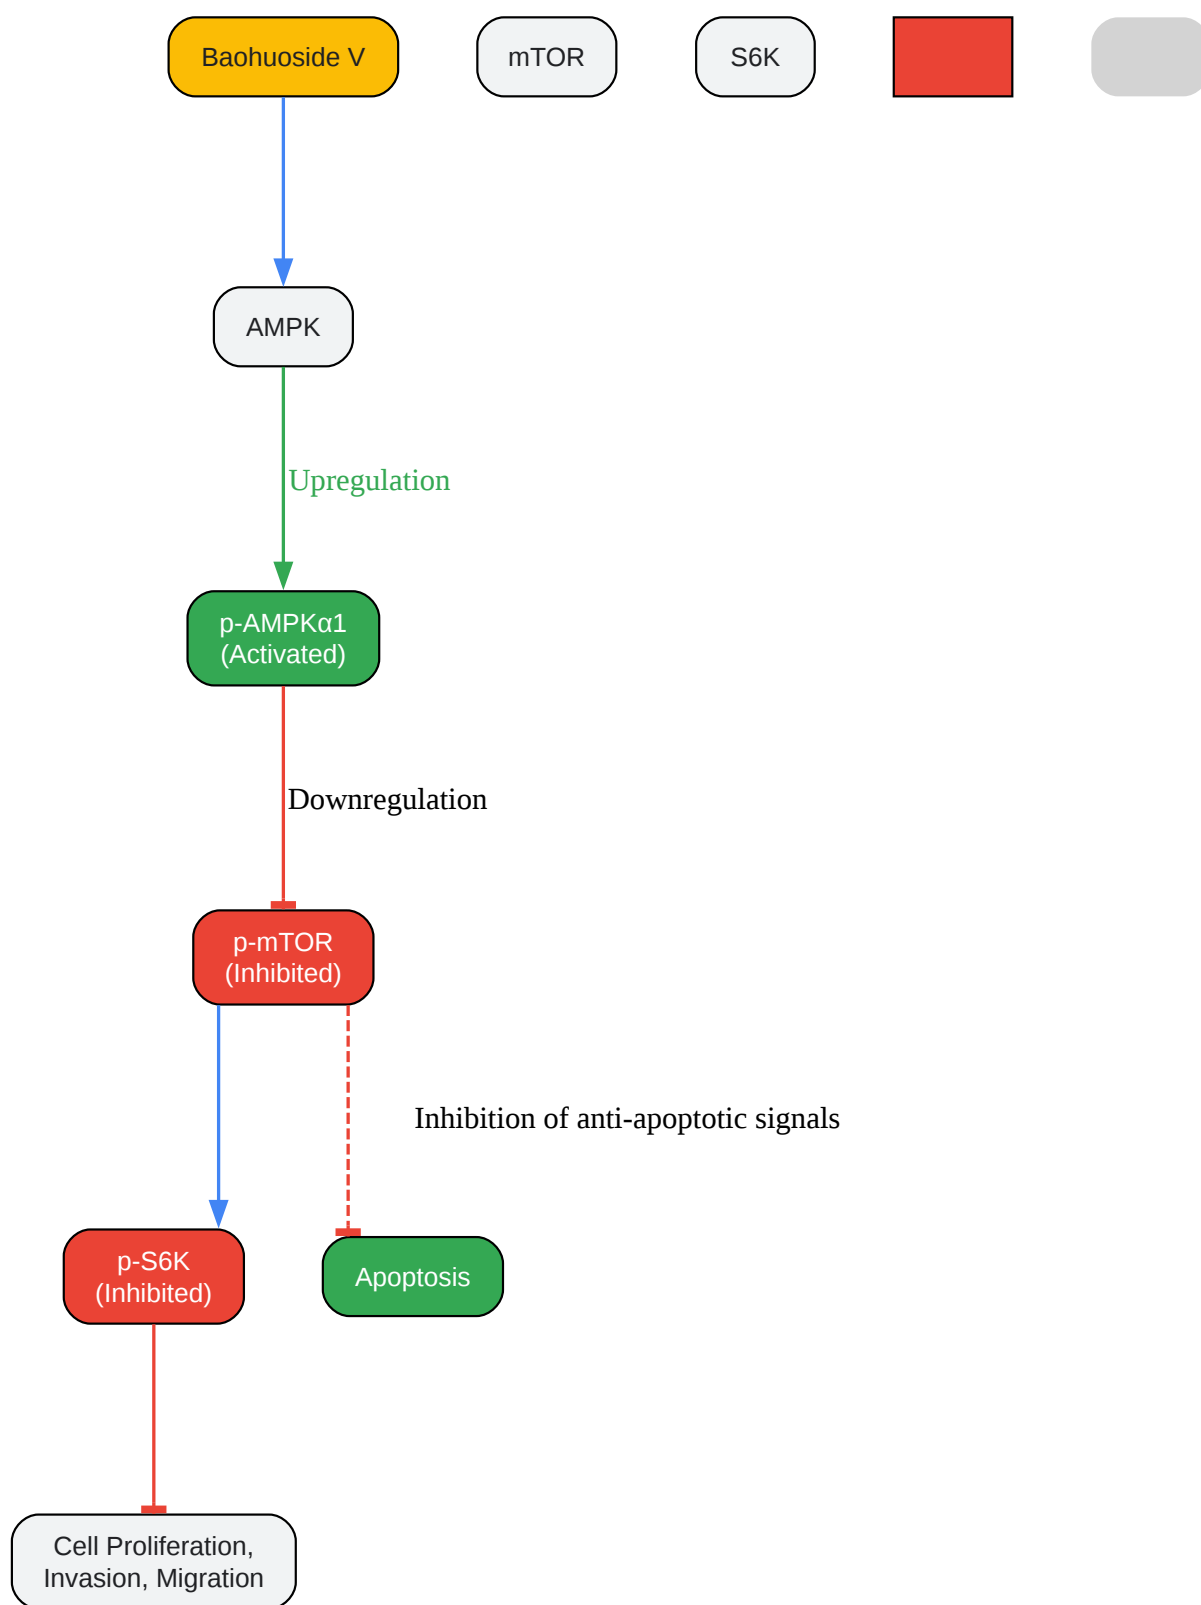 Baohuoside V
mTOR
S6K
AMPK
Upregulation
p-AMPKα1
(Activated)
Downregulation
p-mTOR
(Inhibited)
Inhibition of anti-apoptotic signals
p-S6K
(Inhibited)
Apoptosis
Cell Proliferation,
Invasion, Migration